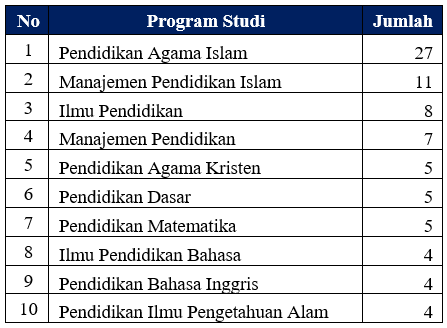 No Program Studi Jumlah
1 Pendidikan Agama Islam 27
2 Manajemen Pendidikan Islam 11
3 Ilmu Pendidikan 8
4 Manajemen Pendidikan 7
5 Pendidikan Agama Kristen 5
6 Pendidikan Dasar 5
7 Pendidikan Matematika 5
8 Ilmu Pendidikan Bahasa 4
9 Pendidikan Bahasa Inggris 4
10 Pendidikan Ilmu Pengetahuan Alam 4